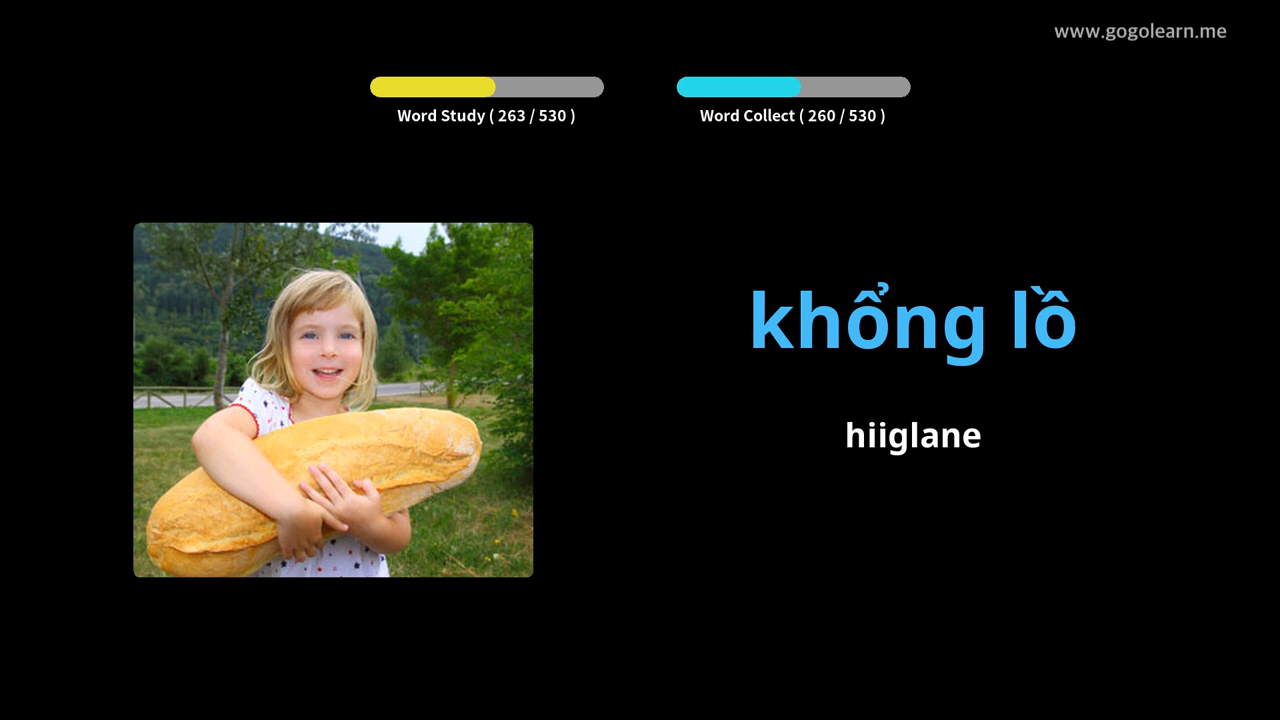 www.gogolearn.me
Word Study ( 263 / 530 )
Word Collect ( 260 / 530 )
khổng lồ
hiiglane